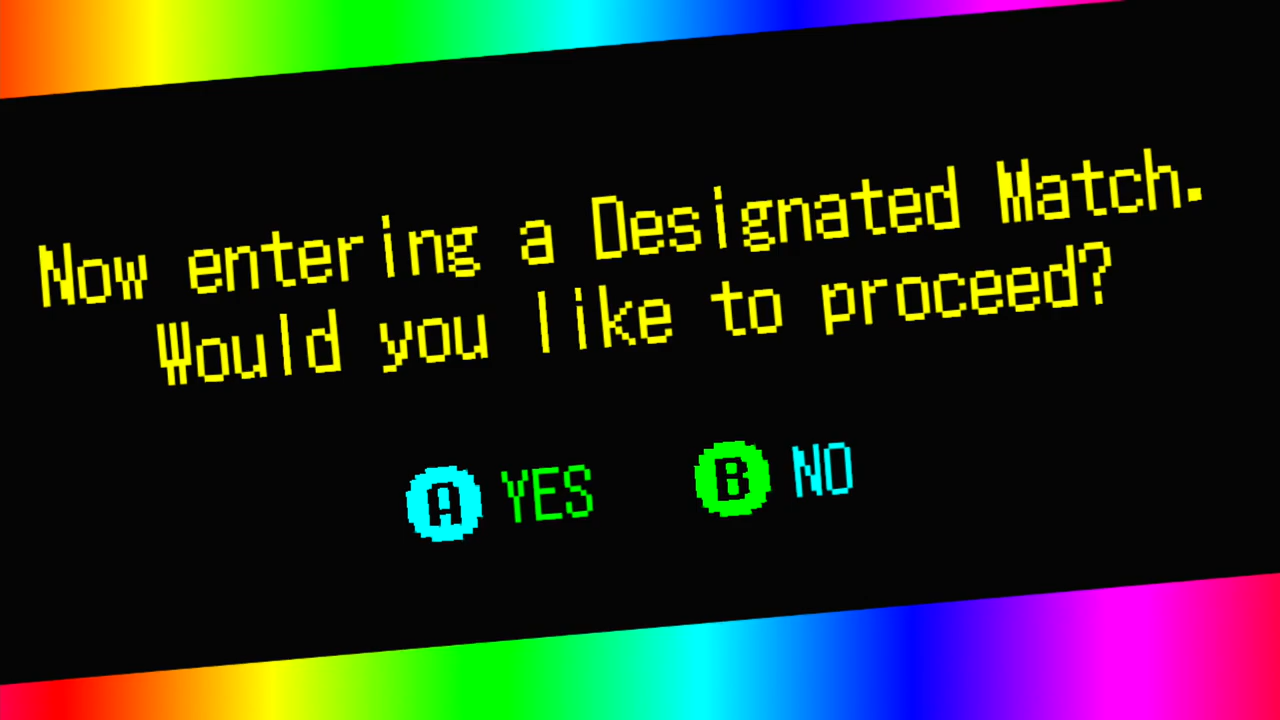 Now entering a Designated Match.
Would you like to proceed?
A YES B NO